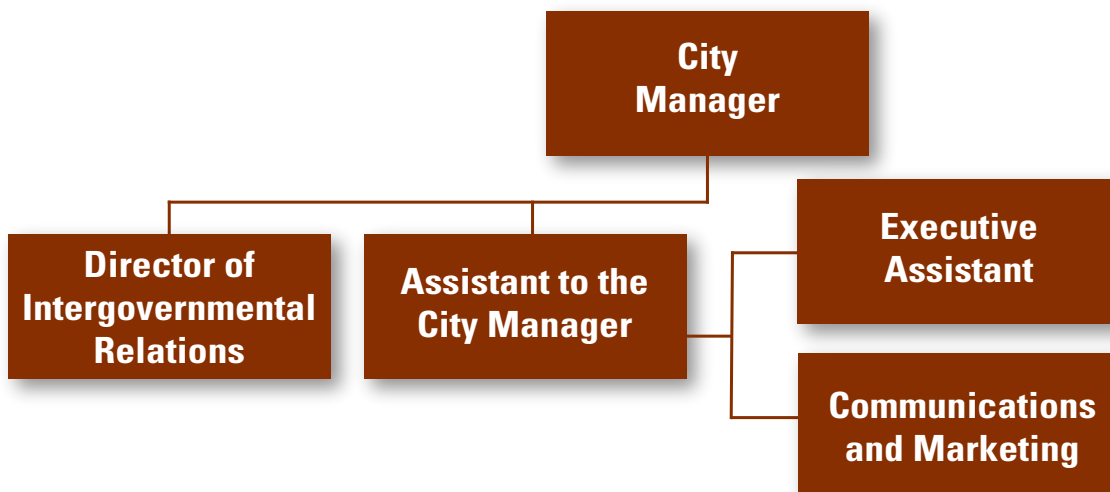 City
Manager
Director of
Intergovernmental
Relations
Assistant to the
City Manager
Executive
Assistant
Communications
and Marketing